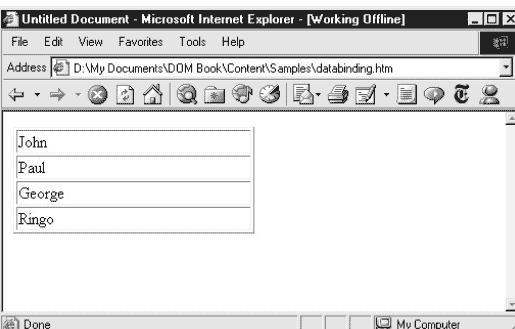 Untitled Document - Microsoft Internet Explorer - [Working Offline]
File Edit View Favorites Tools Help
Address D:\My Documents\DOM Book\Content\Samples\databinding.htm
John
Paul
George
Ringo
Done My Computer